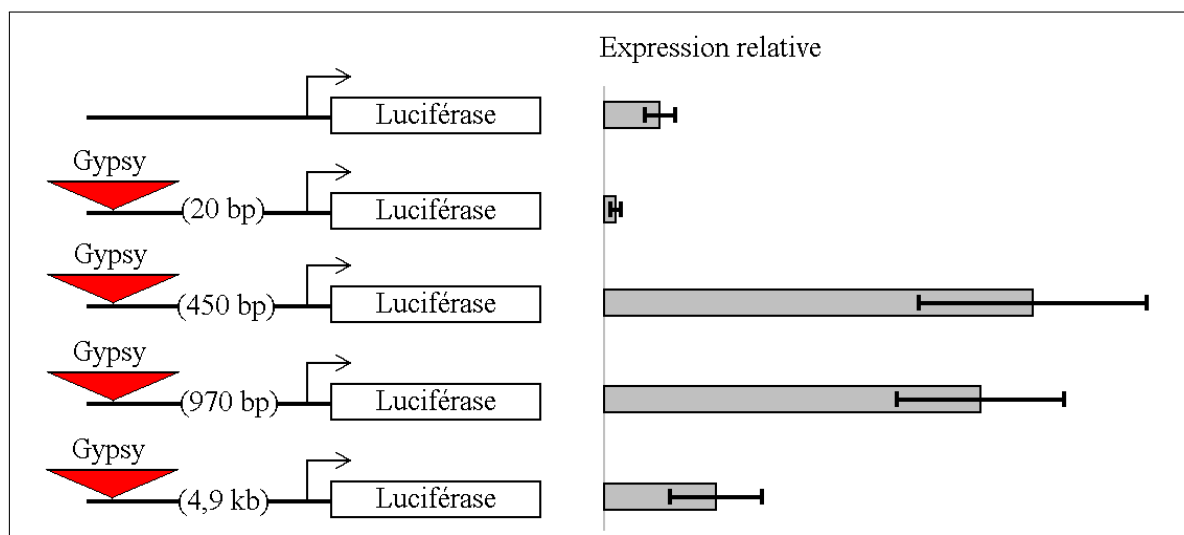 Expression relative
Luciférase
Gypsy
(20 bp)
Luciférase
Gypsy
(450 bp)
Luciférase
Gypsy
(970 bp)
Luciférase
Gypsy
(4,9 kb)
Luciférase